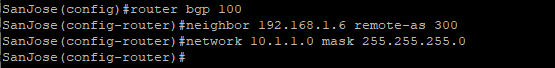 SanJose(config)#router bgp 100
SanJose(config-router)#neighbor 192.168.1.6 remote-as 300
SanJose(config-router)#network 10.1.1.0 mask 255.255.255.0
SanJose(config-router)#